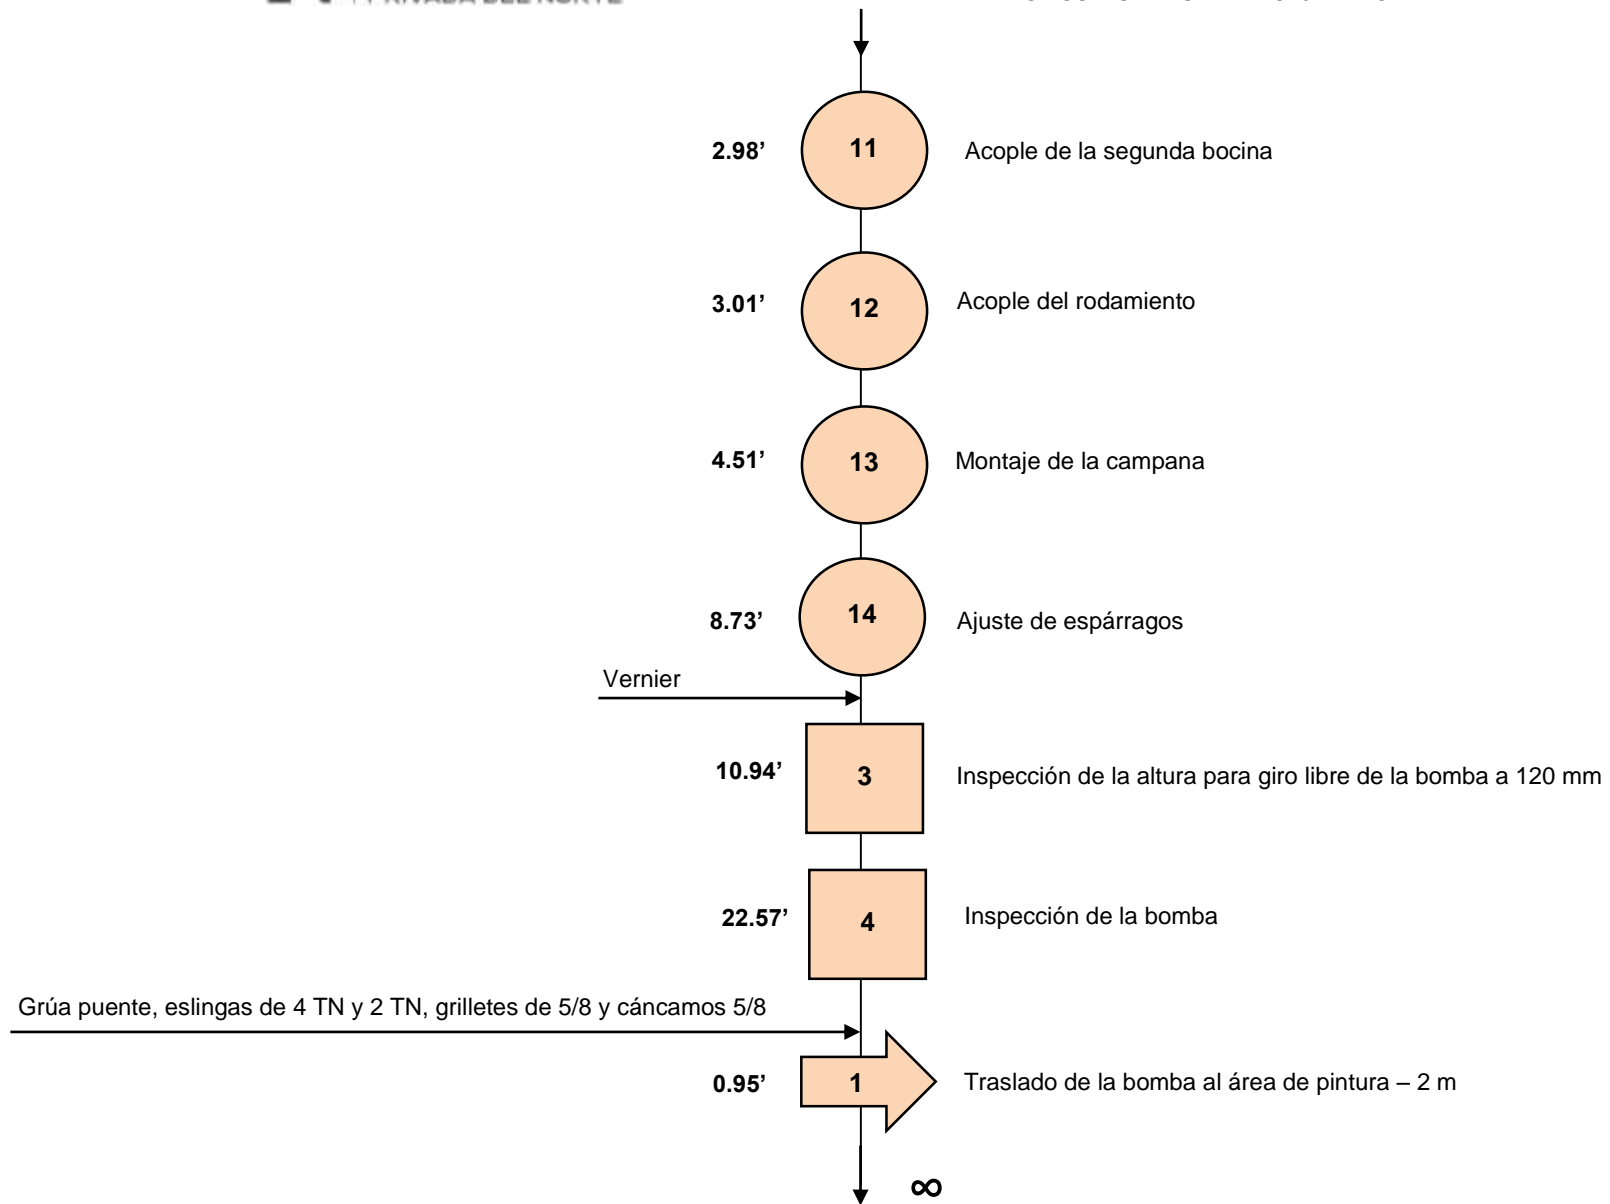 PRIVADA DEL NORTE
2.98’ 11 Acople de la segunda bocina
3.01’ 12 Acople del rodamiento
4.51’ 13 Montaje de la campana
8.73’ 14 Ajuste de espárragos
Vernier
10.94’ 3 Inspección de la altura para giro libre de la bomba a 120 mm
22.57’ 4 Inspección de la bomba
Grúa puente, eslingas de 4 TN y 2 TN, grilletes de 5/8 y cáncamos 5/8
0.95’ 1 Traslado de la bomba al área de pintura – 2 m
∞